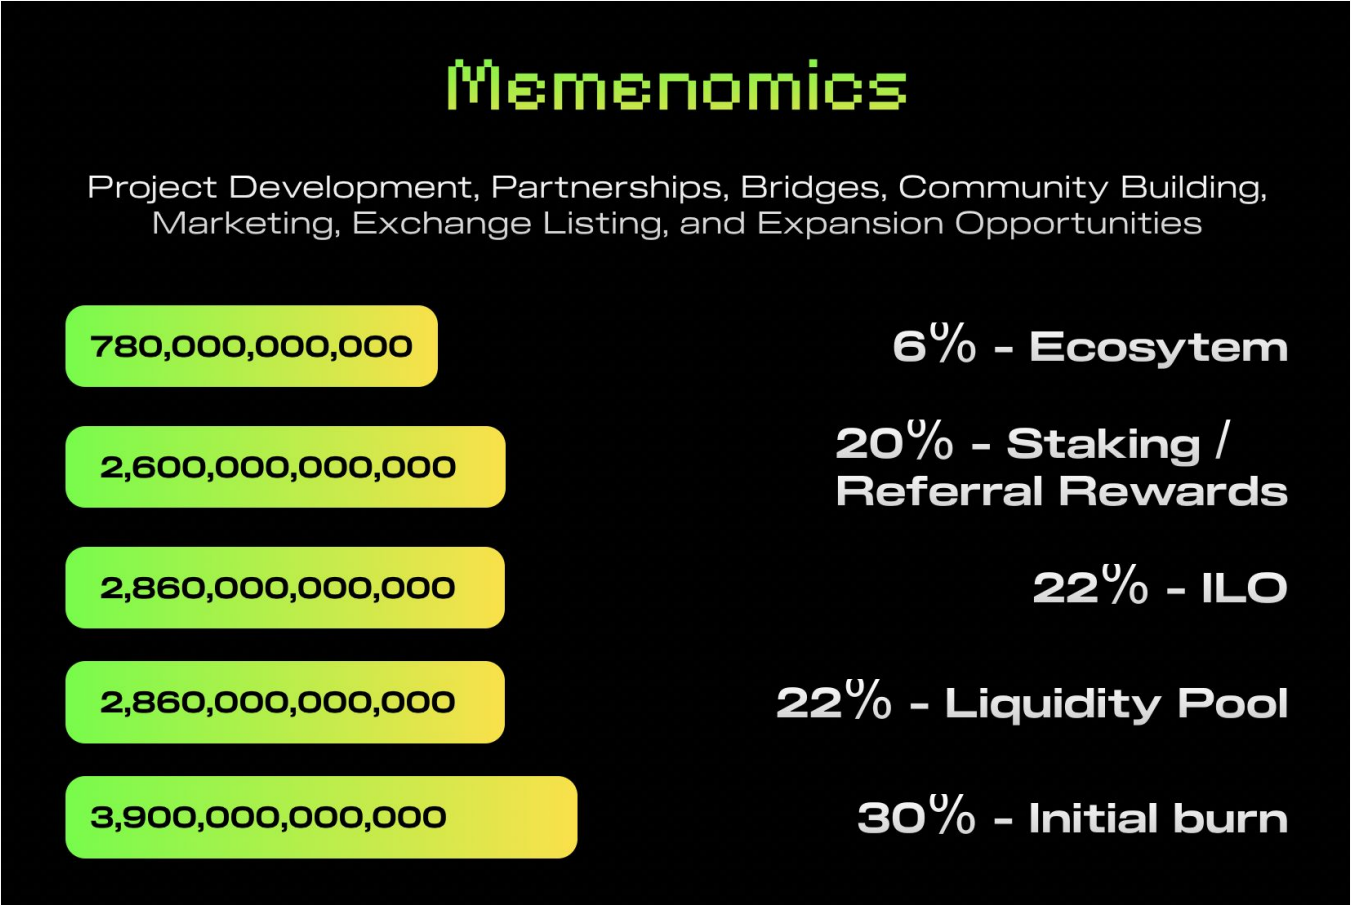 Memenomics
Project Development, Partnerships, Bridges, Community Building,
Marketing, Exchange Listing, and Expansion Opportunities
780,000,000,000
6% - Ecosytem
2,600,000,000,000
20% - Staking /
Referral Rewards
2,860,000,000,000
22% - ILO
2,860,000,000,000
22% - Liquidity Pool
3,900,000,000,000
30% - Initial burn